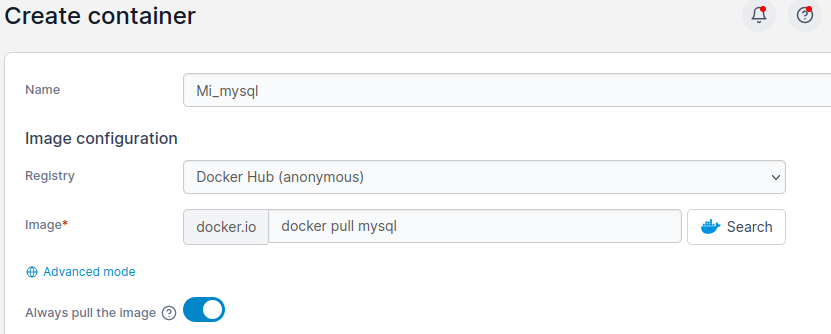 Create container
Name
Mi_mysql
Image configuration
Registry
Docker Hub (anonymous)
Image*
docker.io
docker pull mysql
Search
Advanced mode
Always pull the image